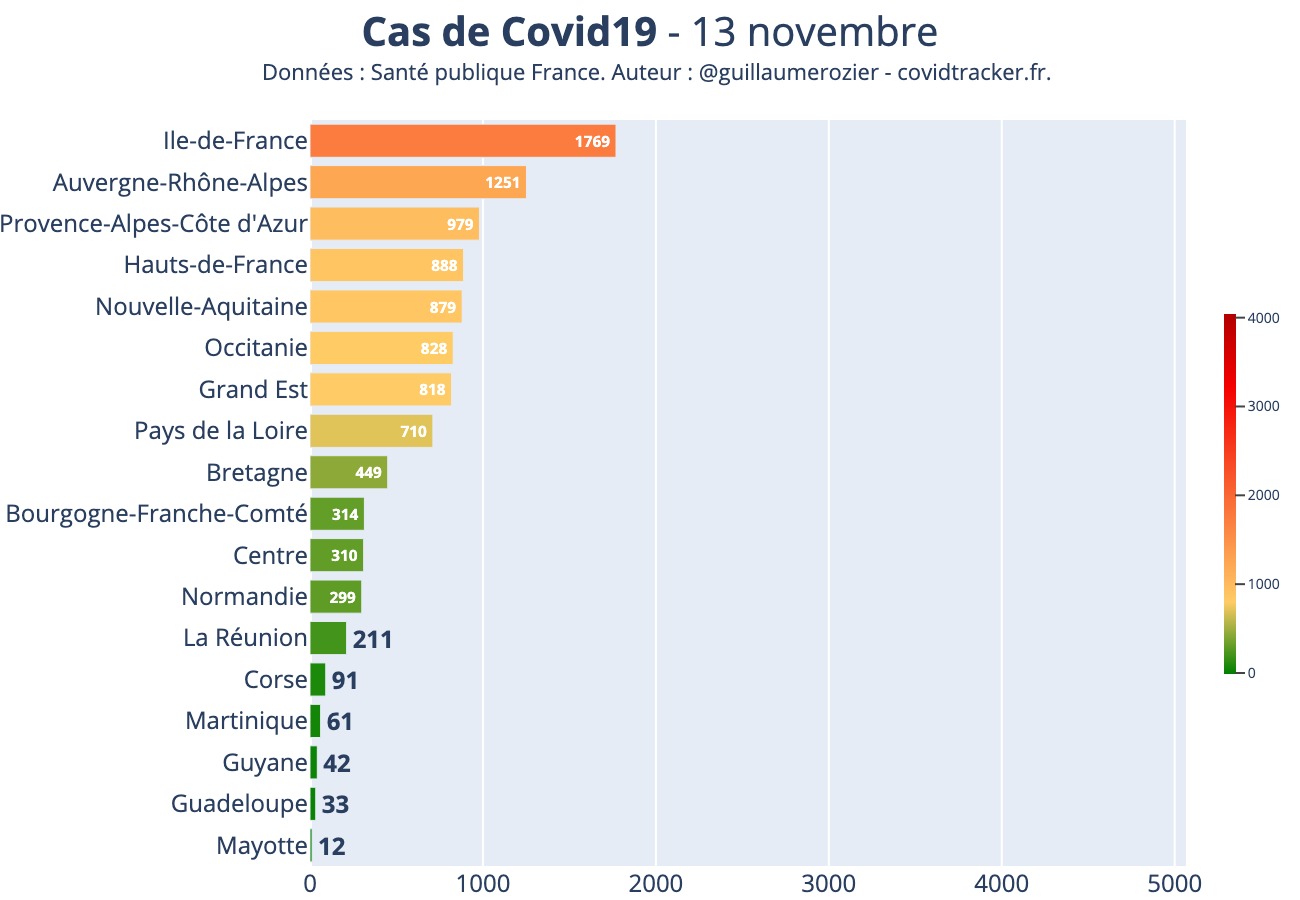 Cas de Covid19 - 13 novembre
Données : Santé publique France. Auteur : @guillaumerozier - covidtracker.fr.
Ile-de-France 1769
Auvergne-Rhône-Alpes 1251
Provence-Alpes-Côte d'Azur 979
Hauts-de-France 888
Nouvelle-Aquitaine 879
Occitanie 828
Grand Est 818
Pays de la Loire 710
Bretagne 449
Bourgogne-Franche-Comté 314
Centre 310
Normandie 299
La Réunion 211
Corse 91
Martinique 61
Guyane 42
Guadeloupe 33
Mayotte 12
0 1000 2000 3000 4000 5000
4000
3000
2000
1000
0